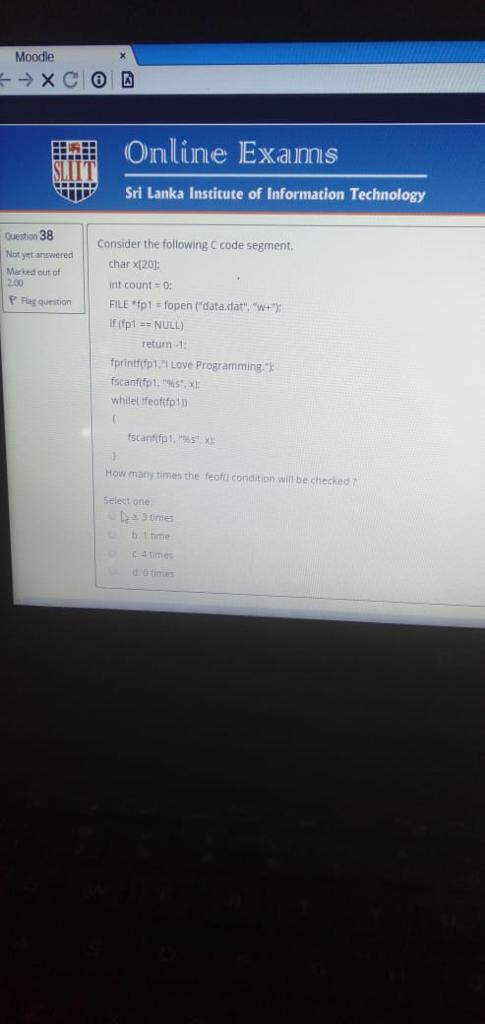 Moodle
Online Exams
SLIIT
Sri Lanka Institute of Information Technology
Question 38
Not yet answered
Marked out of
2.00
Flag question
Consider the following C code segment.
char x[20];
int count = 0;
FILE *fp1 = fopen ("data.dat", "w+");
if (fp1 == NULL)
return -1;
fprintf(fp1,"I Love Programming.");
fscanf(fp1, "%s", x);
while( !feof(fp1))
{
fscanf(fp1, "%s", x);
}
How many times the feof() condition will be checked ?
Select one:
a. 3 times
b. 1 time
c. 4 times
d. 0 times